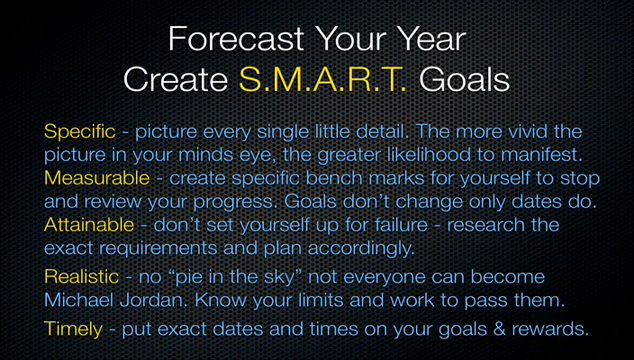 Forecast Your Year
Create S.M.A.R.T. Goals
Specific - picture every single little detail. The more vivid the
picture in your minds eye, the greater likelihood to manifest.
Measurable - create specific bench marks for yourself to stop
and review your progress. Goals don't change only dates do.
Attainable - don't set yourself up for failure - research the
exact requirements and plan accordingly.
Realistic - no “pie in the sky” not everyone can become
Michael Jordan. Know your limits and work to pass them.
Timely - put exact dates and times on your goals & rewards.